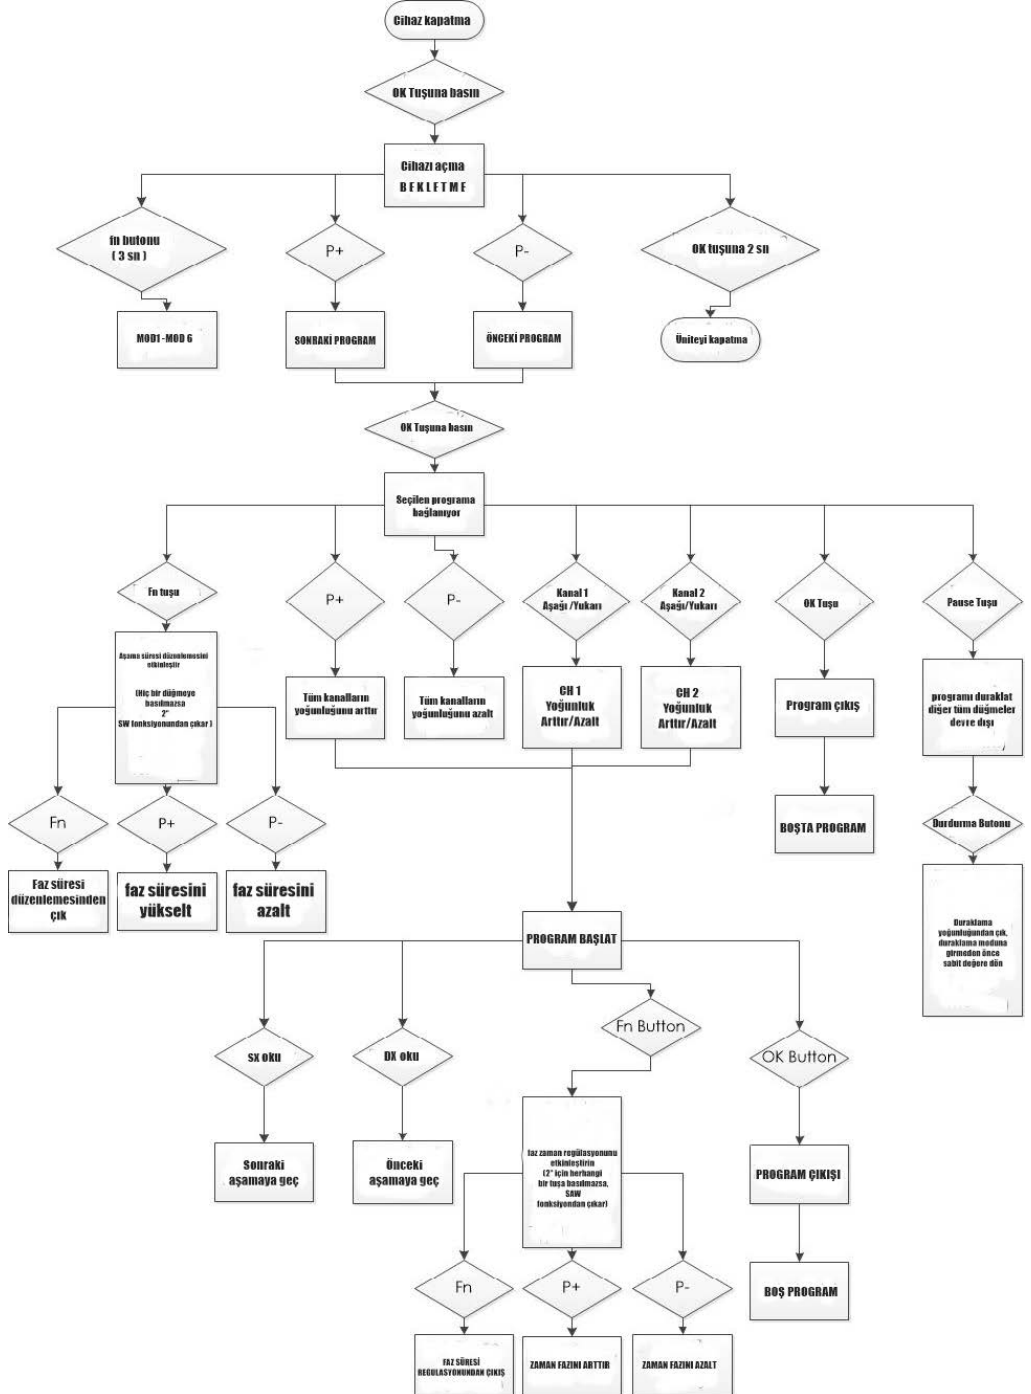 Cihaz kapatma
OK Tuşuna basın
Cihazı açma
BEKLETME
fn butonu
( 3 sn )
P+
P-
OK tuşuna 2 sn
MOD1 -MOD 6
SONRAKİ PROGRAM
ÖNCEKİ PROGRAM
Üniteyi kapatma
OK Tuşuna basın
Seçilen programa
bağlanıyor
Fn tuşu
P+
P-
Kanal 1
Aşağı /Yukarı
Kanal 2
Aşağı/Yukarı
OK Tuşu
Pause Tuşu
Aşama süresi düzenlemesini
etkinleştir
(Hiç bir düğmeye
basılmazsa
2"
SW fonksiyonundan çıkar )
Tüm kanalların
yoğunluğunu arttır
Tüm kanalların
yoğunluğunu azalt
CH 1
Yoğunluk
Arttır/Azalt
CH 2
Yoğunluk
Arttır/Azalt
Program çıkış
programı duraklat
diğer tüm düğmeler
devre dışı
Fn
P+
P-
BOŞTA PROGRAM
Durdurma Butonu
Faz süresi
düzenlemesinden
çık
faz süresini
yükselt
faz süresini
azalt
Duraklama
yoğunluğundan çık,
duraklama moduna
girmeden önce
sabit değere dön
PROGRAM BAŞLAT
sx oku
DX oku
Fn Button
OK Button
Sonraki
aşamaya geç
Önceki
aşamaya geç
faz zaman regülasyonunu
etkinleştirin
(2" için herhangi
bir tuşa basılmazsa,
SAW
fonksiyondan çıkar)
PROGRAM ÇIKIŞI
Fn
P+
P-
BOŞ PROGRAM
FAZ SÜRESİ
REGULASYONUNDAN ÇIKIŞ
ZAMAN FAZINI ARTTIR
ZAMAN FAZINI AZALT